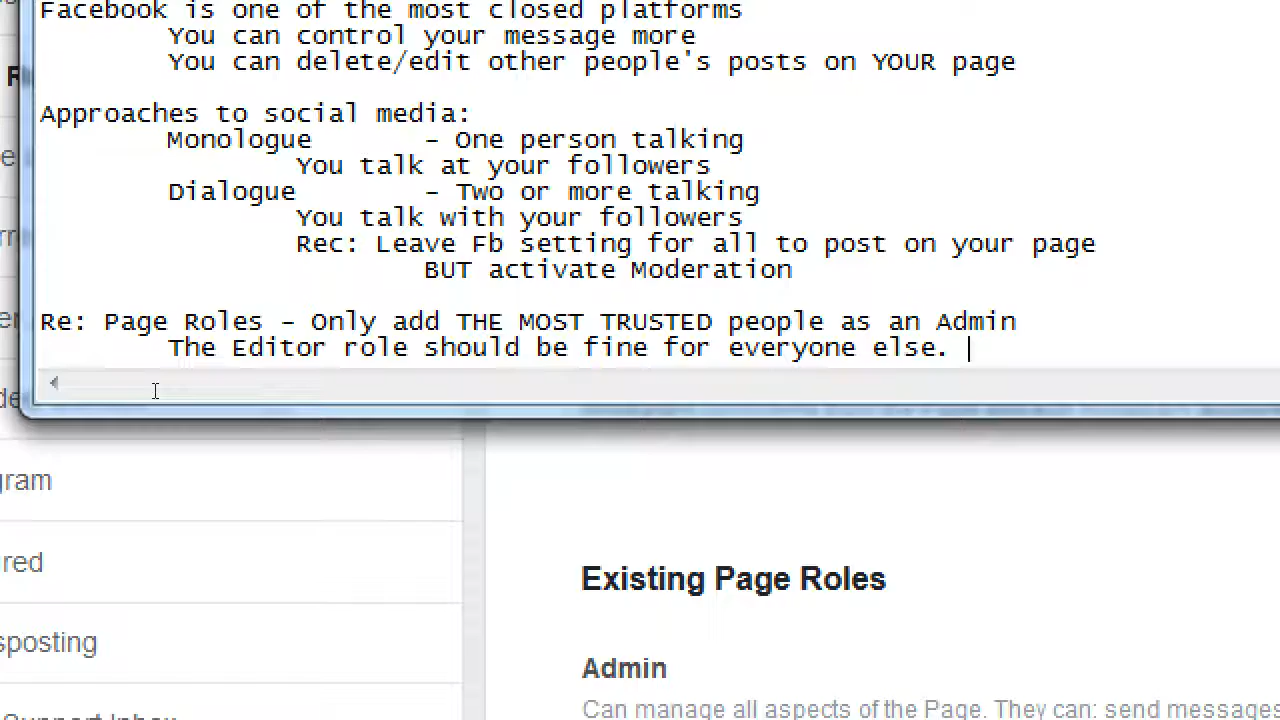 Facebook is one of the most closed platforms
You can control your message more
You can delete/edit other people's posts on YOUR page
Approaches to social media:
Monologue - One person talking
You talk at your followers
Dialogue - Two or more talking
You talk with your followers
Rec: Leave Fb setting for all to post on your page
BUT activate Moderation
Re: Page Roles - Only add THE MOST TRUSTED people as an Admin
The Editor role should be fine for everyone else.
gram
red
sposting
Support Inbox
Existing Page Roles
Admin
Can manage all aspects of the Page. They can: send messages